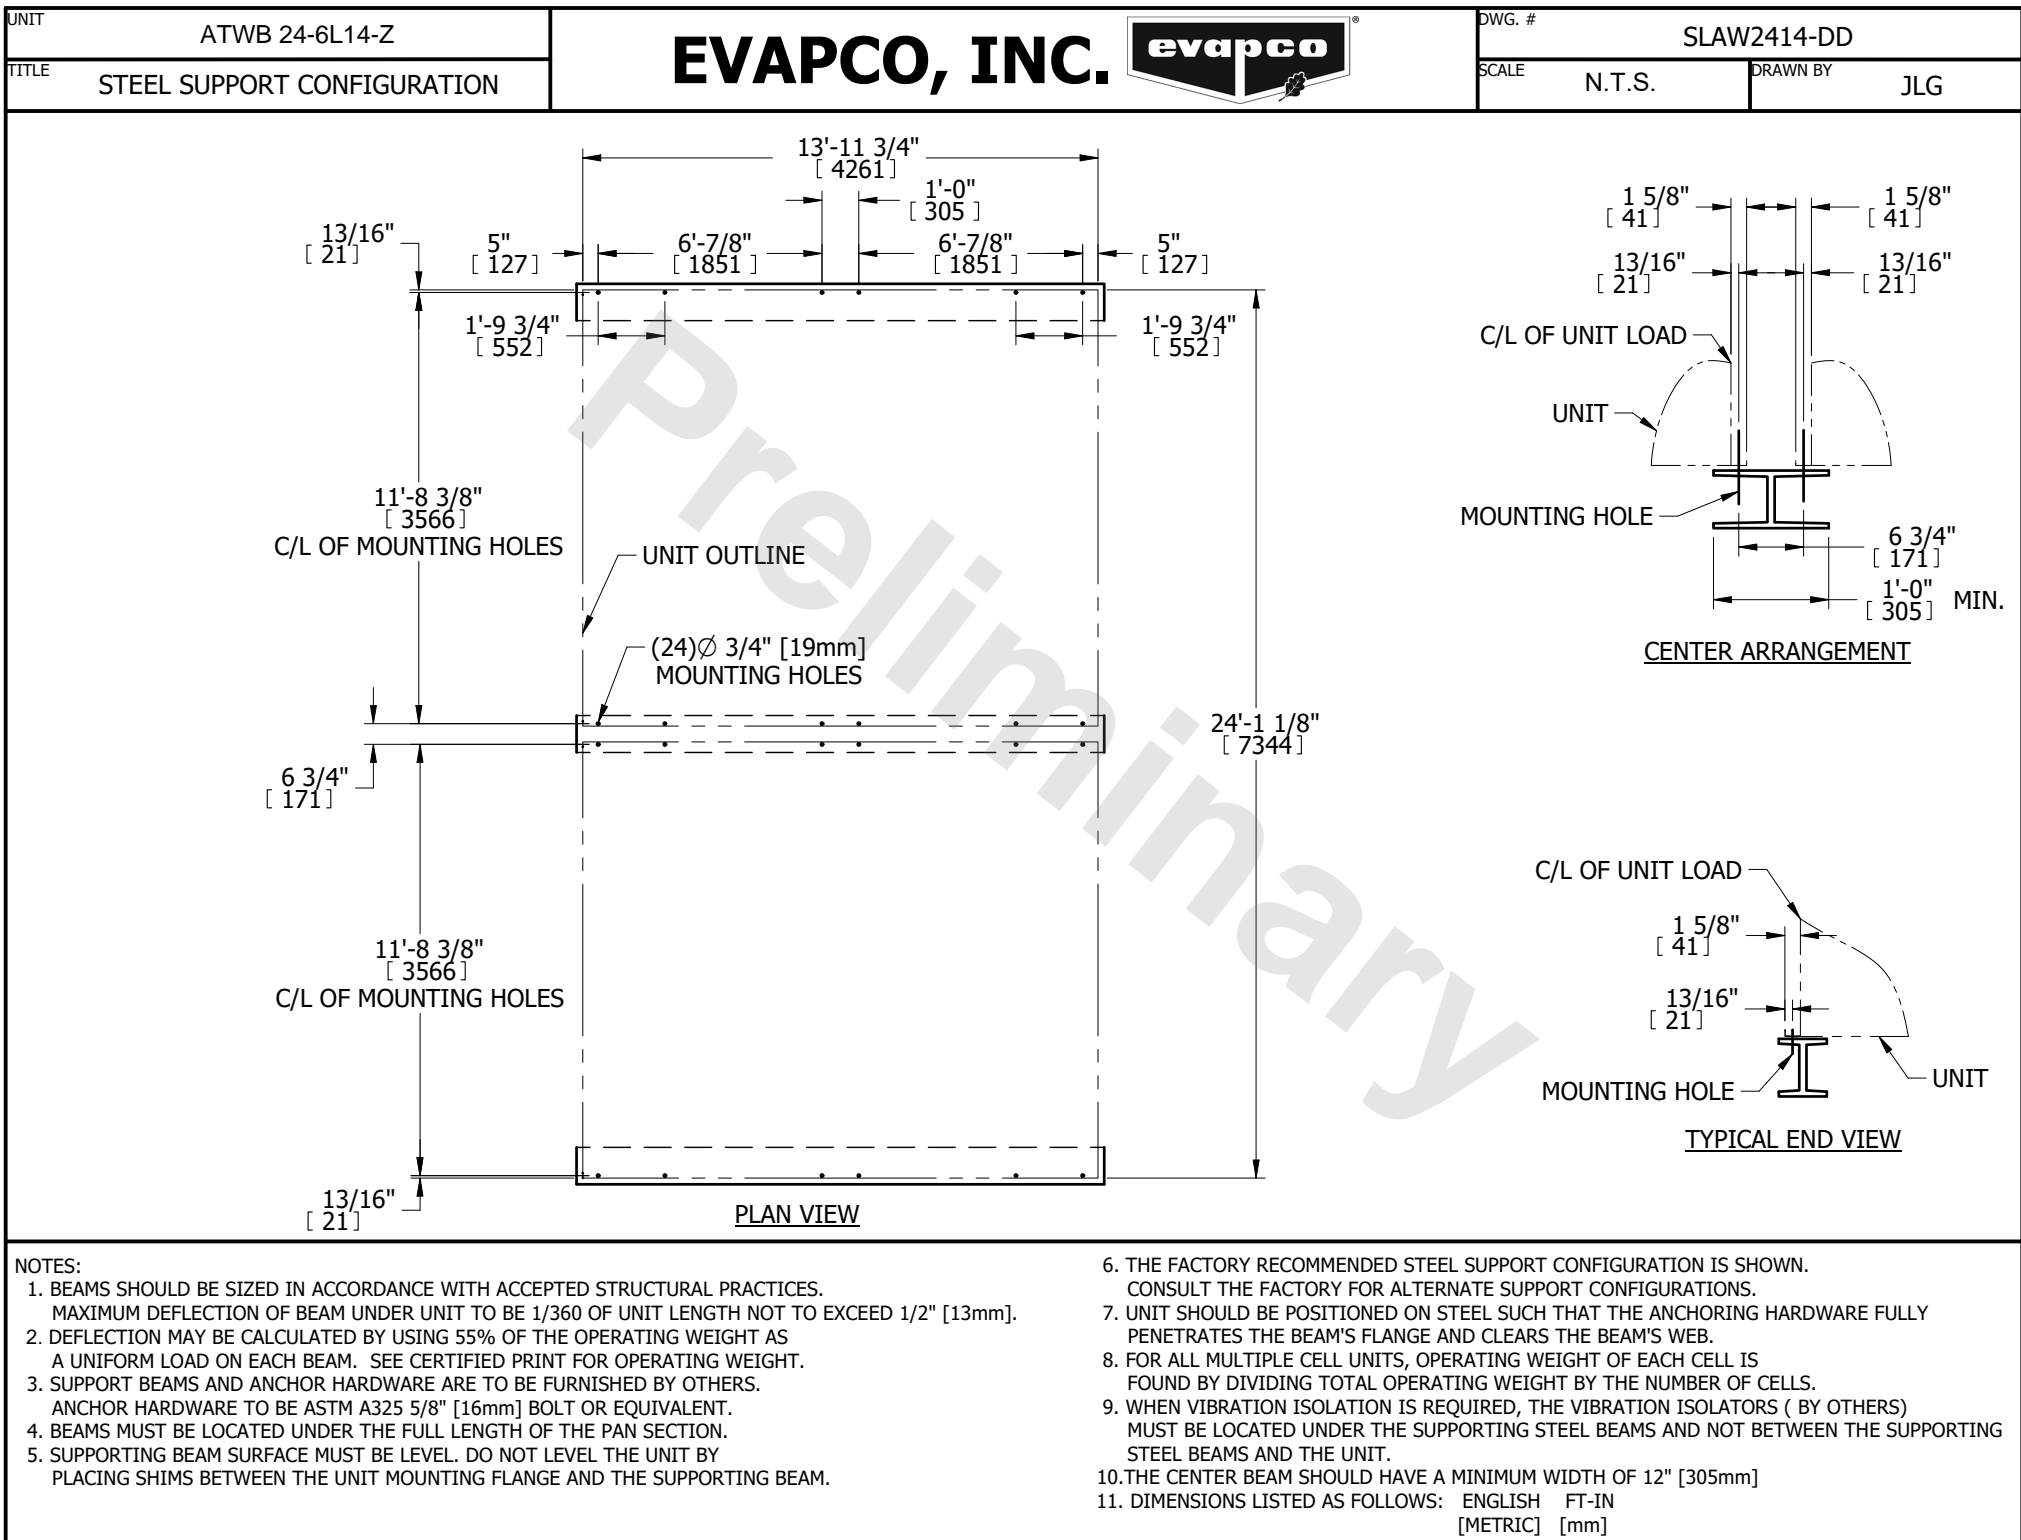 UNIT
ATWB 24-6L14-Z
TITLE
STEEL SUPPORT CONFIGURATION
EVAPCO, INC.
evapco
®
DWG. #
SLAW2414-DD
SCALE
N.T.S.
DRAWN BY
JLG
13'-11 3/4"
[ 4261 ]
1'-0"
[ 305 ]
13/16"
[ 21 ]
5"
[ 127 ]
6'-7/8"
[ 1851 ]
6'-7/8"
[ 1851 ]
5"
[ 127 ]
1'-9 3/4"
[ 552 ]
1'-9 3/4"
[ 552 ]
11'-8 3/8"
[ 3566 ]
C/L OF MOUNTING HOLES
UNIT OUTLINE
(24)∅ 3/4" [19mm]
MOUNTING HOLES
24'-1 1/8"
[ 7344 ]
6 3/4"
[ 171 ]
11'-8 3/8"
[ 3566 ]
C/L OF MOUNTING HOLES
13/16"
[ 21 ]
PLAN VIEW
Preliminary
1 5/8"
[ 41 ]
1 5/8"
[ 41 ]
13/16"
[ 21 ]
13/16"
[ 21 ]
C/L OF UNIT LOAD
UNIT
MOUNTING HOLE
6 3/4"
[ 171 ]
1'-0"
[ 305 ] MIN.
CENTER ARRANGEMENT
C/L OF UNIT LOAD
1 5/8"
[ 41 ]
13/16"
[ 21 ]
MOUNTING HOLE
UNIT
TYPICAL END VIEW
NOTES:
1. BEAMS SHOULD BE SIZED IN ACCORDANCE WITH ACCEPTED STRUCTURAL PRACTICES.
MAXIMUM DEFLECTION OF BEAM UNDER UNIT TO BE 1/360 OF UNIT LENGTH NOT TO EXCEED 1/2" [13mm].
2. DEFLECTION MAY BE CALCULATED BY USING 55% OF THE OPERATING WEIGHT AS
A UNIFORM LOAD ON EACH BEAM. SEE CERTIFIED PRINT FOR OPERATING WEIGHT.
3. SUPPORT BEAMS AND ANCHOR HARDWARE ARE TO BE FURNISHED BY OTHERS.
ANCHOR HARDWARE TO BE ASTM A325 5/8" [16mm] BOLT OR EQUIVALENT.
4. BEAMS MUST BE LOCATED UNDER THE FULL LENGTH OF THE PAN SECTION.
5. SUPPORTING BEAM SURFACE MUST BE LEVEL. DO NOT LEVEL THE UNIT BY
PLACING SHIMS BETWEEN THE UNIT MOUNTING FLANGE AND THE SUPPORTING BEAM.
6. THE FACTORY RECOMMENDED STEEL SUPPORT CONFIGURATION IS SHOWN.
CONSULT THE FACTORY FOR ALTERNATE SUPPORT CONFIGURATIONS.
7. UNIT SHOULD BE POSITIONED ON STEEL SUCH THAT THE ANCHORING HARDWARE FULLY
PENETRATES THE BEAM'S FLANGE AND CLEARS THE BEAM'S WEB.
8. FOR ALL MULTIPLE CELL UNITS, OPERATING WEIGHT OF EACH CELL IS
FOUND BY DIVIDING TOTAL OPERATING WEIGHT BY THE NUMBER OF CELLS.
9. WHEN VIBRATION ISOLATION IS REQUIRED, THE VIBRATION ISOLATORS ( BY OTHERS)
MUST BE LOCATED UNDER THE SUPPORTING STEEL BEAMS AND NOT BETWEEN THE SUPPORTING
STEEL BEAMS AND THE UNIT.
10.THE CENTER BEAM SHOULD HAVE A MINIMUM WIDTH OF 12" [305mm]
11. DIMENSIONS LISTED AS FOLLOWS: ENGLISH FT-IN
[METRIC] [mm]